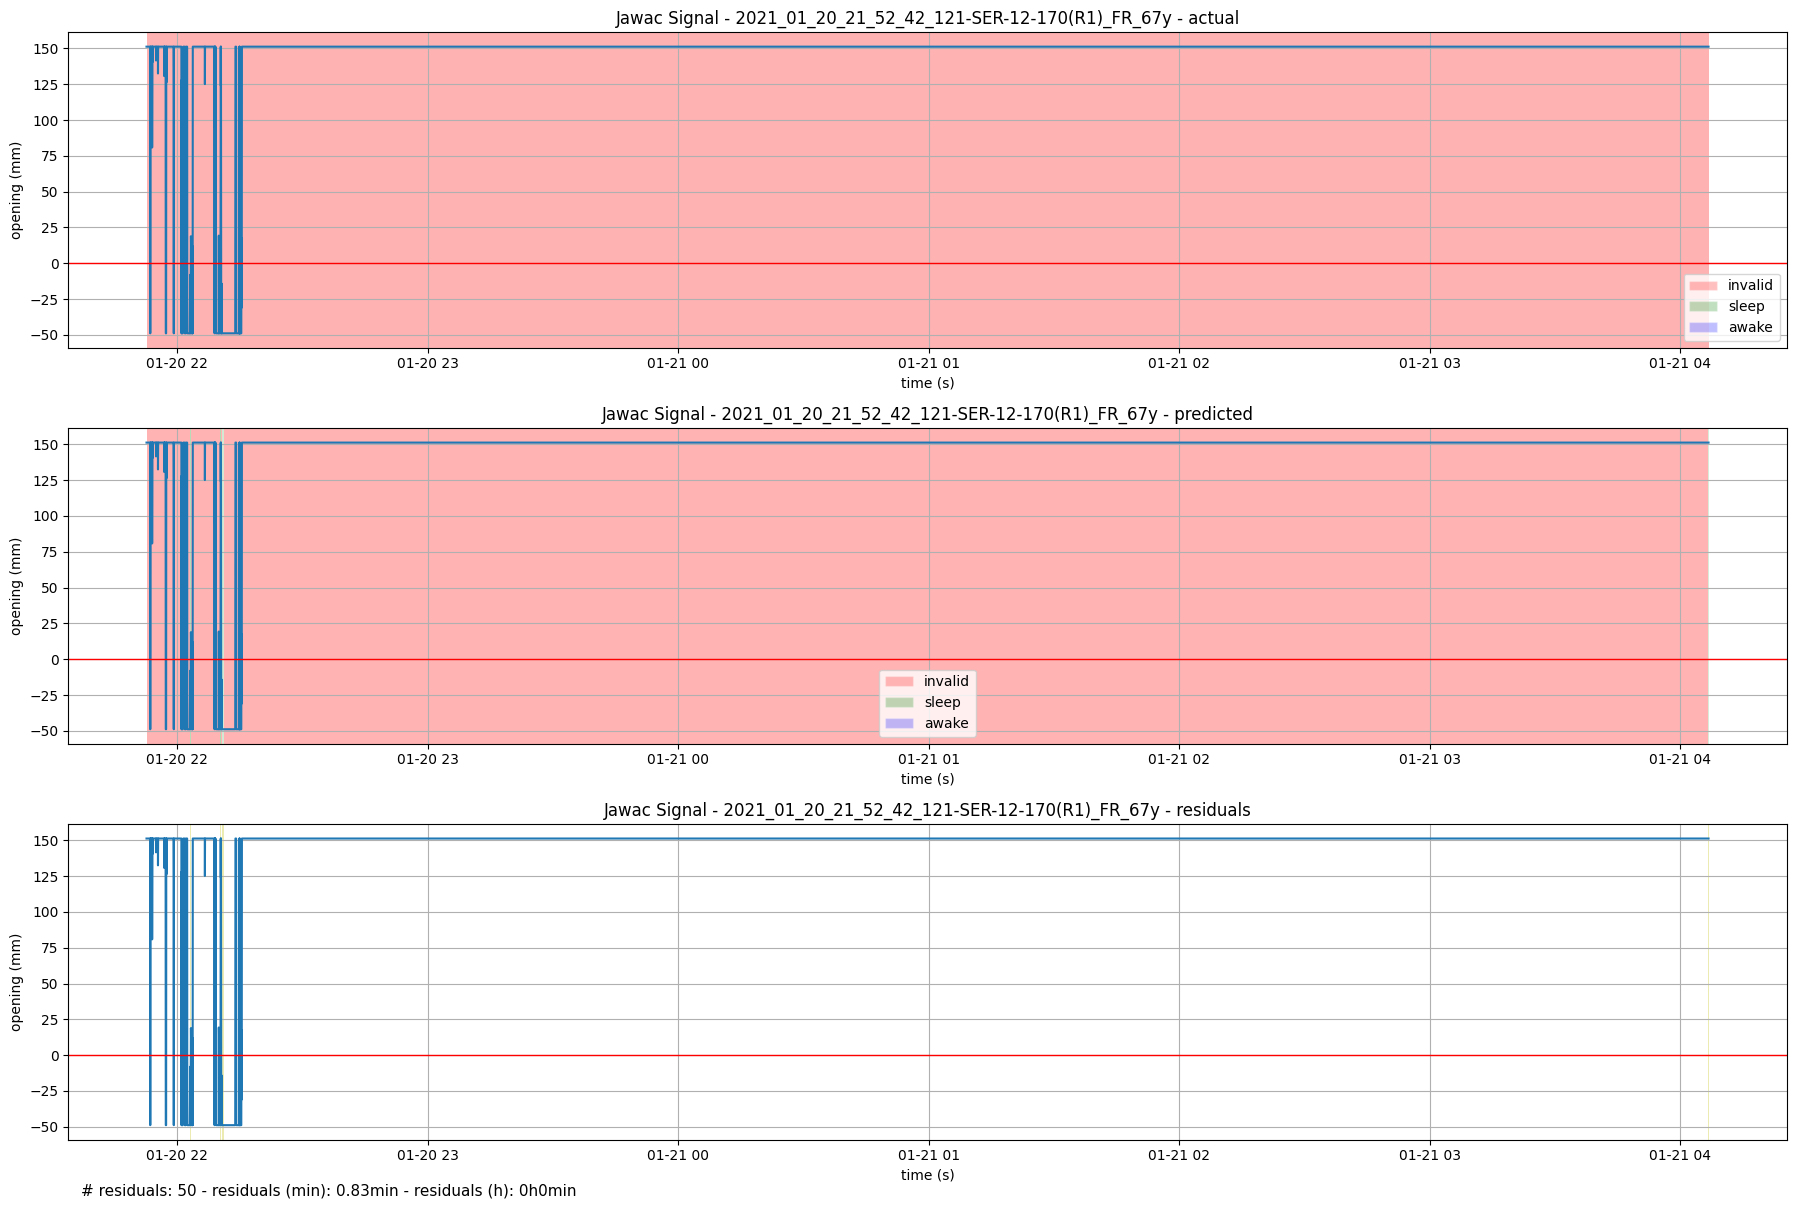 Jawac Signal - 2021_01_20_21_52_42_121-SER-12-170(R1)_FR_67y - actual
150
125
100
75
50
25
0
−25
−50
opening (mm)
invalid
sleep
awake
01-20 22 01-20 23 01-21 00 01-21 01 01-21 02 01-21 03 01-21 04
time (s)
Jawac Signal - 2021_01_20_21_52_42_121-SER-12-170(R1)_FR_67y - predicted
150
125
100
75
50
25
0
−25
−50
opening (mm)
invalid
sleep
awake
01-20 22 01-20 23 01-21 00 01-21 01 01-21 02 01-21 03 01-21 04
time (s)
Jawac Signal - 2021_01_20_21_52_42_121-SER-12-170(R1)_FR_67y - residuals
150
125
100
75
50
25
0
−25
−50
opening (mm)
01-20 22 01-20 23 01-21 00 01-21 01 01-21 02 01-21 03 01-21 04
time (s)
# residuals: 50 - residuals (min): 0.83min - residuals (h): 0h0min